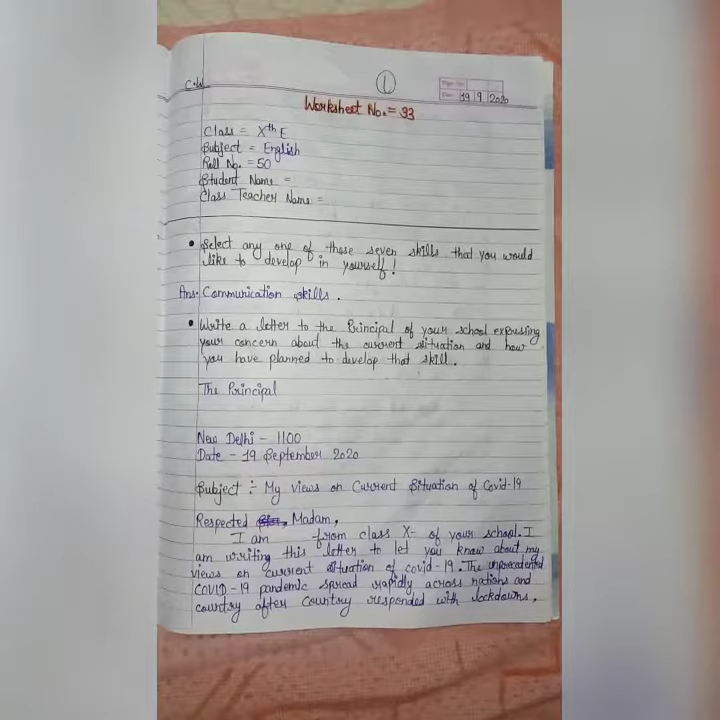 C.W
1
Page No.
Date 19 9 2020
Worksheet No. = 33
Class = Xth E
Subject = English
Roll No. = 50
Student Name =
Class Teacher Name =
• Select any one of those seven skills that you would
like to develop in yourself!
Ans. Communication skills.
• Write a letter to the Principal of your school expressing
your concern about the current situation and how
you have planned to develop that skill.
The Principal
New Delhi - 1100
Date - 19 September 2020
Subject :- My views on Current Situation of Covid-19
Respected Madam,
I am from class X- of your school. I
am writing this letter to let you know about my
views on current situation of covid-19. The unprecedented
COVID-19 pandemic spread rapidly across nations and
country after country responded with lockdowns.